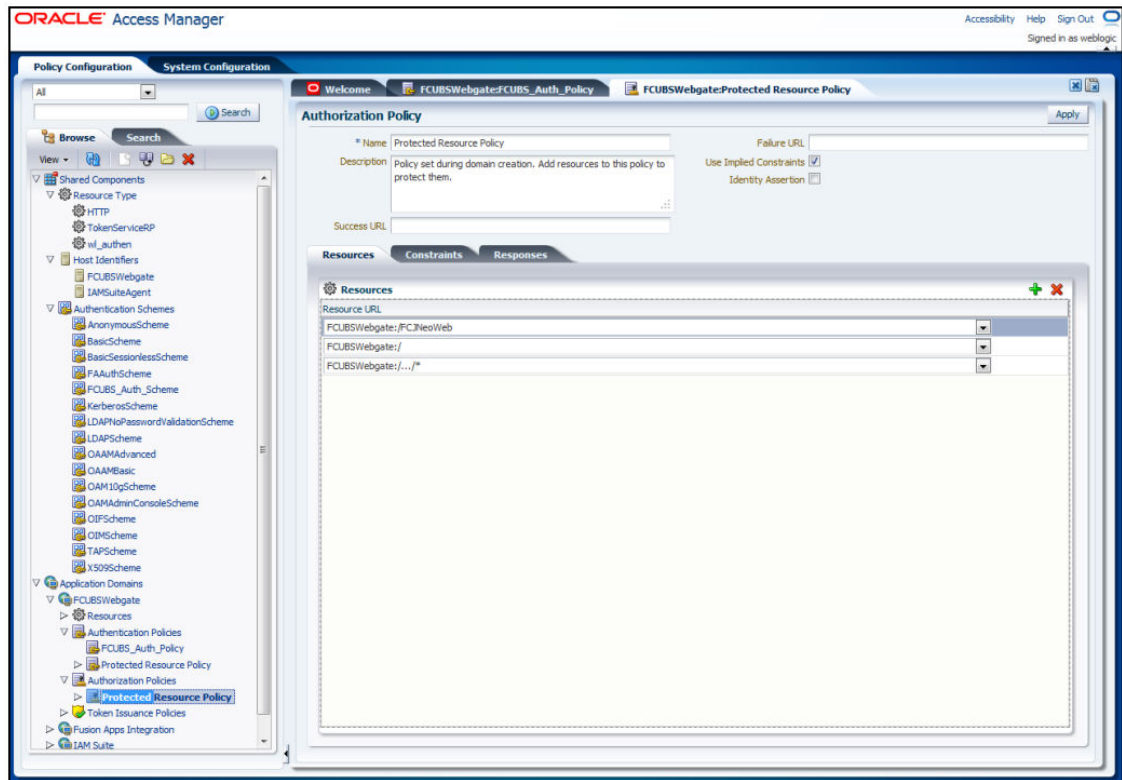 ORACLE Access Manager
Accessibility Help Sign Out
Signed in as weblogic
Policy Configuration System Configuration
All
Search
Browse Search
View
Shared Components
Resource Type
HTTP
TokenServiceRP
wl_authen
Host Identifiers
FCUBSWebgate
IAMSuiteAgent
Authentication Schemes
AnonymousScheme
BasicScheme
BasicSessionlessScheme
FAAuthScheme
FCUBS_Auth_Scheme
KerberosScheme
LDAPNoPasswordValidationScheme
LDAPScheme
OAAMAdvanced
OAAMBasic
OAM10gScheme
OAMAdminConsoleScheme
OIFScheme
OIMScheme
TAPScheme
X509Scheme
Application Domains
FCUBSWebgate
Resources
Authentication Policies
FCUBS_Auth_Policy
Protected Resource Policy
Authorization Policies
Protected Resource Policy
Token Issuance Policies
Fusion Apps Integration
IAM Suite
Welcome FCUBSWebgate:FCUBS_Auth_Policy FCUBSWebgate:Protected Resource Policy
Authorization Policy Apply
* Name Protected Resource Policy
Description Policy set during domain creation. Add resources to this policy to
protect them.
Success URL
Failure URL
Use Implied Constraints
Identity Assertion
Resources Constraints Responses
Resources
Resource URL
FCUBSWebgate:/FCJNeoWeb
FCUBSWebgate:/
FCUBSWebgate:/.../*